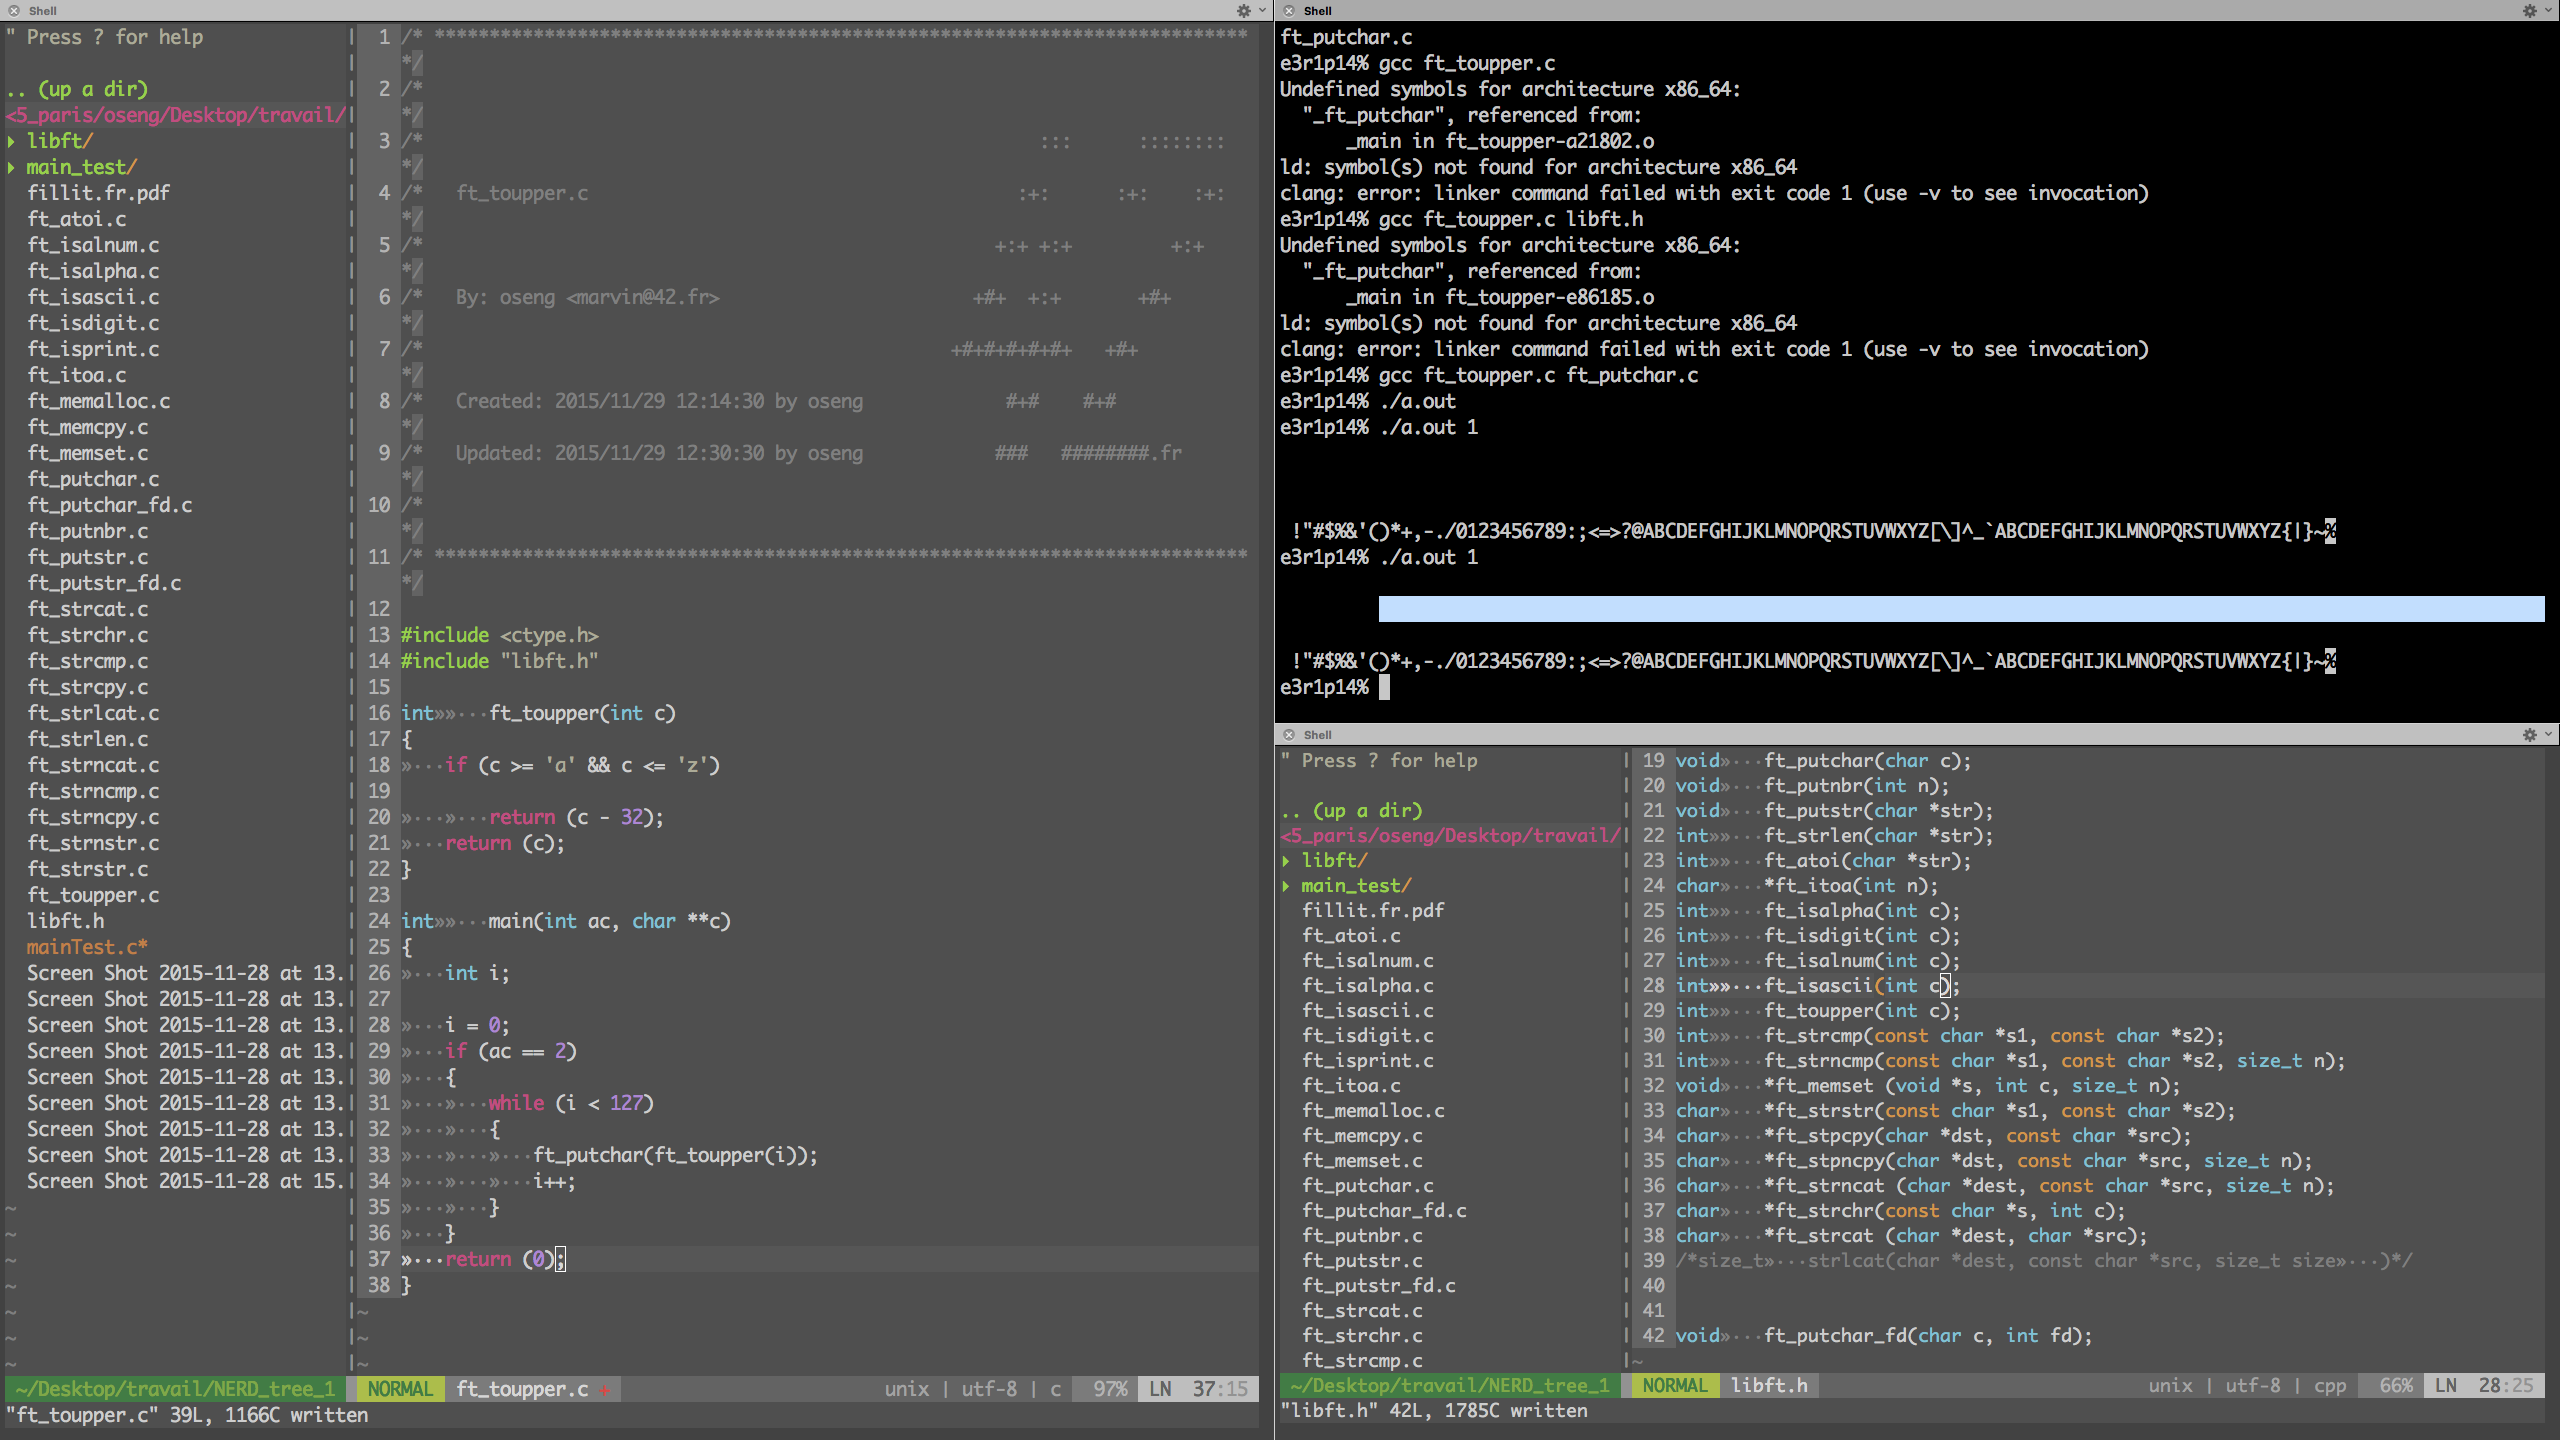 Shell
" Press ? for help
.. (up a dir)
<5_paris/oseng/Desktop/travail/
▸ libft/
▸ main_test/
fillit.fr.pdf
ft_atoi.c
ft_isalnum.c
ft_isalpha.c
ft_isascii.c
ft_isdigit.c
ft_isprint.c
ft_itoa.c
ft_memalloc.c
ft_memcpy.c
ft_memset.c
ft_putchar.c
ft_putchar_fd.c
ft_putnbr.c
ft_putstr.c
ft_putstr_fd.c
ft_strcat.c
ft_strchr.c
ft_strcmp.c
ft_strcpy.c
ft_strlcat.c
ft_strlen.c
ft_strncat.c
ft_strncmp.c
ft_strncpy.c
ft_strnstr.c
ft_strstr.c
ft_toupper.c
libft.h
mainTest.c*
Screen Shot 2015-11-28 at 13.
Screen Shot 2015-11-28 at 13.
Screen Shot 2015-11-28 at 13.
Screen Shot 2015-11-28 at 13.
Screen Shot 2015-11-28 at 13.
Screen Shot 2015-11-28 at 13.
Screen Shot 2015-11-28 at 13.
Screen Shot 2015-11-28 at 13.
Screen Shot 2015-11-28 at 15.
~
~
~
~
~
~
~
~/Desktop/travail/NERD_tree_1
1 /* **************************************************************************
*/
2 /*
*/
3 /* ::: ::::::::
*/
4 /* ft_toupper.c :+: :+: :+:
*/
5 /* +:+ +:+ +:+
*/
6 /* By: oseng <marvin@42.fr> +#+ +:+ +#+
*/
7 /* +#+#+#+#+#+ +#+
*/
8 /* Created: 2015/11/29 12:14:30 by oseng #+# #+#
*/
9 /* Updated: 2015/11/29 12:30:30 by oseng ### ########.fr
*/
10 /*
*/
11 /* **************************************************************************
*/
12
13 #include <ctype.h>
14 #include "libft.h"
15
16 int»»···ft_toupper(int c)
17 {
18 »···if (c >= 'a' && c <= 'z')
19
20 »···»···return (c - 32);
21 »···return (c);
22 }
23
24 int»»···main(int ac, char **c)
25 {
26 »···int i;
27
28 »···i = 0;
29 »···if (ac == 2)
30 »···{
31 »···»···while (i < 127)
32 »···»···{
33 »···»···»···ft_putchar(ft_toupper(i));
34 »···»···»···i++;
35 »···»···}
36 »···}
37 »···return (0);
38 }
~
~
~
NORMAL ft_toupper.c + unix | utf-8 | c 97% LN 37:15
"ft_toupper.c" 39L, 1166C written
Shell
ft_putchar.c
e3r1p14% gcc ft_toupper.c
Undefined symbols for architecture x86_64:
"_ft_putchar", referenced from:
_main in ft_toupper-a21802.o
ld: symbol(s) not found for architecture x86_64
clang: error: linker command failed with exit code 1 (use -v to see invocation)
e3r1p14% gcc ft_toupper.c libft.h
Undefined symbols for architecture x86_64:
"_ft_putchar", referenced from:
_main in ft_toupper-e86185.o
ld: symbol(s) not found for architecture x86_64
clang: error: linker command failed with exit code 1 (use -v to see invocation)
e3r1p14% gcc ft_toupper.c ft_putchar.c
e3r1p14% ./a.out
e3r1p14% ./a.out 1
!"#$%&'()*+,-./0123456789:;<=>?@ABCDEFGHIJKLMNOPQRSTUVWXYZ[\]^_`ABCDEFGHIJKLMNOPQRSTUVWXYZ{|}~%
e3r1p14% ./a.out 1
!"#$%&'()*+,-./0123456789:;<=>?@ABCDEFGHIJKLMNOPQRSTUVWXYZ[\]^_`ABCDEFGHIJKLMNOPQRSTUVWXYZ{|}~%
e3r1p14%
Shell
" Press ? for help
.. (up a dir)
<5_paris/oseng/Desktop/travail/
▸ libft/
▸ main_test/
fillit.fr.pdf
ft_atoi.c
ft_isalnum.c
ft_isalpha.c
ft_isascii.c
ft_isdigit.c
ft_isprint.c
ft_itoa.c
ft_memalloc.c
ft_memcpy.c
ft_memset.c
ft_putchar.c
ft_putchar_fd.c
ft_putnbr.c
ft_putstr.c
ft_putstr_fd.c
ft_strcat.c
ft_strchr.c
ft_strcmp.c
~/Desktop/travail/NERD_tree_1
19 void»···ft_putchar(char c);
20 void»···ft_putnbr(int n);
21 void»···ft_putstr(char *str);
22 int»»···ft_strlen(char *str);
23 int»»···ft_atoi(char *str);
24 char»···*ft_itoa(int n);
25 int»»···ft_isalpha(int c);
26 int»»···ft_isdigit(int c);
27 int»»···ft_isalnum(int c);
28 int»»···ft_isascii(int c);
29 int»»···ft_toupper(int c);
30 int»»···ft_strcmp(const char *s1, const char *s2);
31 int»»···ft_strncmp(const char *s1, const char *s2, size_t n);
32 void»···*ft_memset (void *s, int c, size_t n);
33 char»···*ft_strstr(const char *s1, const char *s2);
34 char»···*ft_stpcpy(char *dst, const char *src);
35 char»···*ft_stpncpy(char *dst, const char *src, size_t n);
36 char»···*ft_strncat (char *dest, const char *src, size_t n);
37 char»···*ft_strchr(const char *s, int c);
38 char»···*ft_strcat (char *dest, char *src);
39 /*size_t»···strlcat(char *dest, const char *src, size_t size»···)*/
40
41
42 void»···ft_putchar_fd(char c, int fd);
~
NORMAL libft.h unix | utf-8 | cpp 66% LN 28:25
"libft.h" 42L, 1785C written